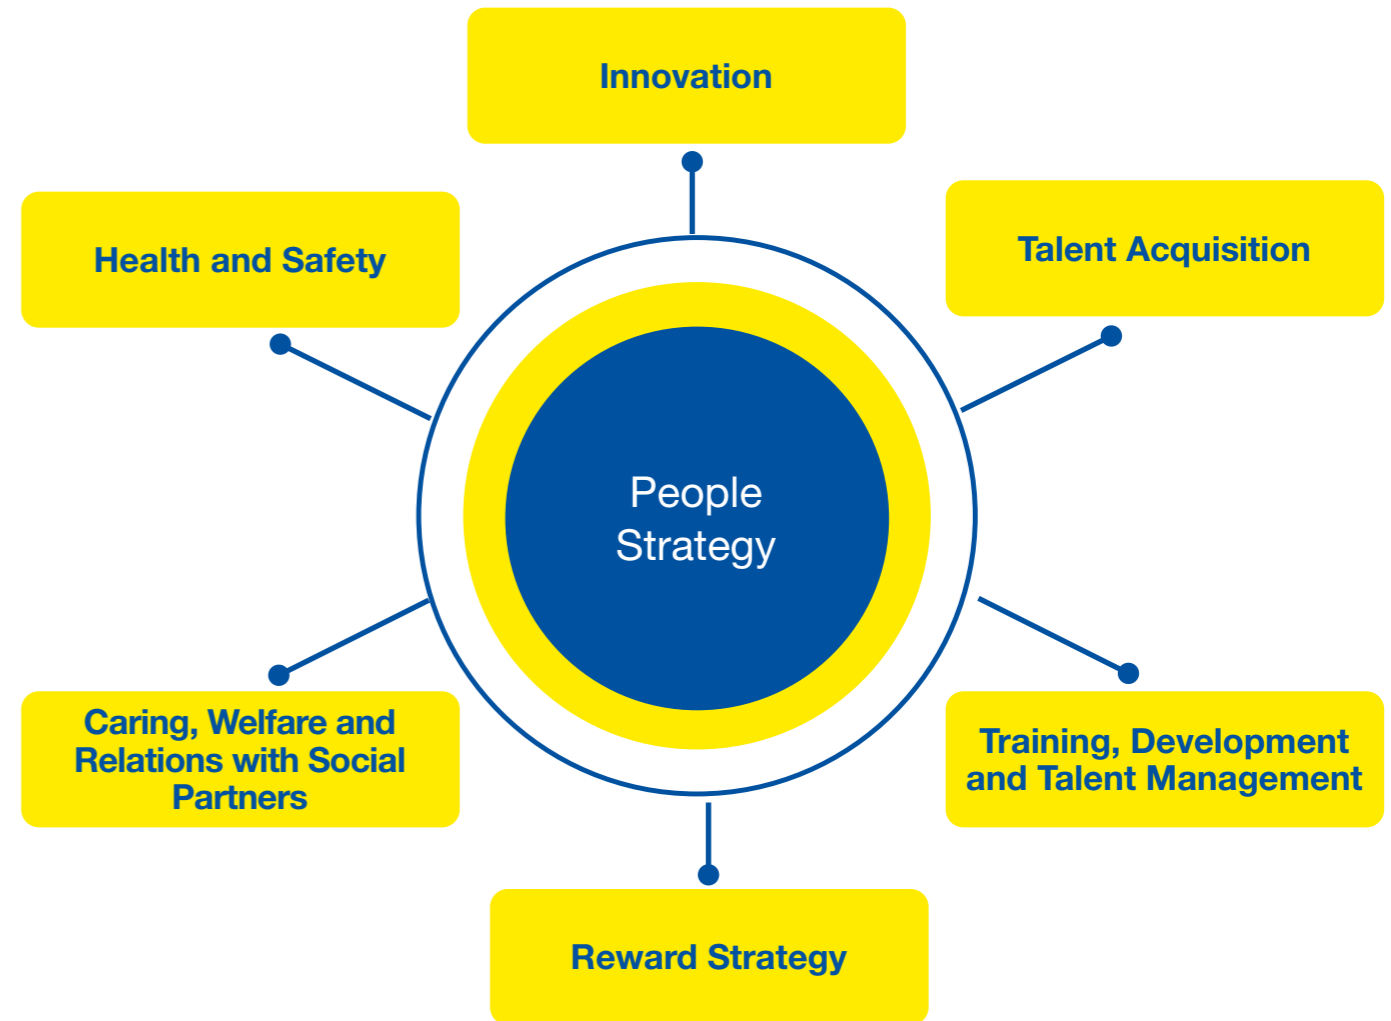 Innovation
Health and Safety
Talent Acquisition
People
Strategy
Caring, Welfare and
Relations with Social
Partners
Training, Development
and Talent Management
Reward Strategy